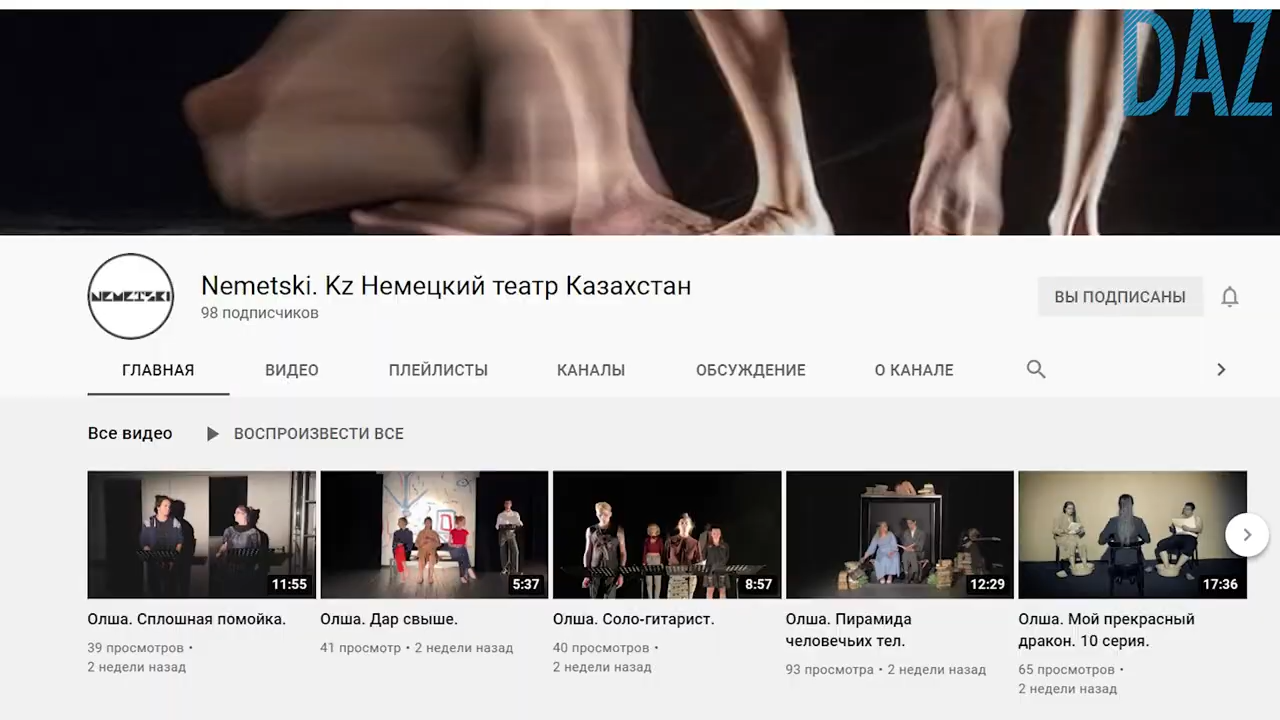 DAZ
NEMETSKI
Nemetski. Kz Немецкий театр Казахстан
98 подписчиков
ВЫ ПОДПИСАНЫ
ГЛАВНАЯ ВИДЕО ПЛЕЙЛИСТЫ КАНАЛЫ ОБСУЖДЕНИЕ О КАНАЛЕ
Все видео ВОСПРОИЗВЕСТИ ВСЕ
11:55
5:37
8:57
12:29
17:36
Олша. Сплошная помойка.
39 просмотров •
2 недели назад
Олша. Дар свыше.
41 просмотр • 2 недели назад
Олша. Соло-гитарист.
40 просмотров •
2 недели назад
Олша. Пирамида
человечьих тел.
93 просмотра • 2 недели назад
Олша. Мой прекрасный
дракон. 10 серия.
65 просмотров •
2 недели назад